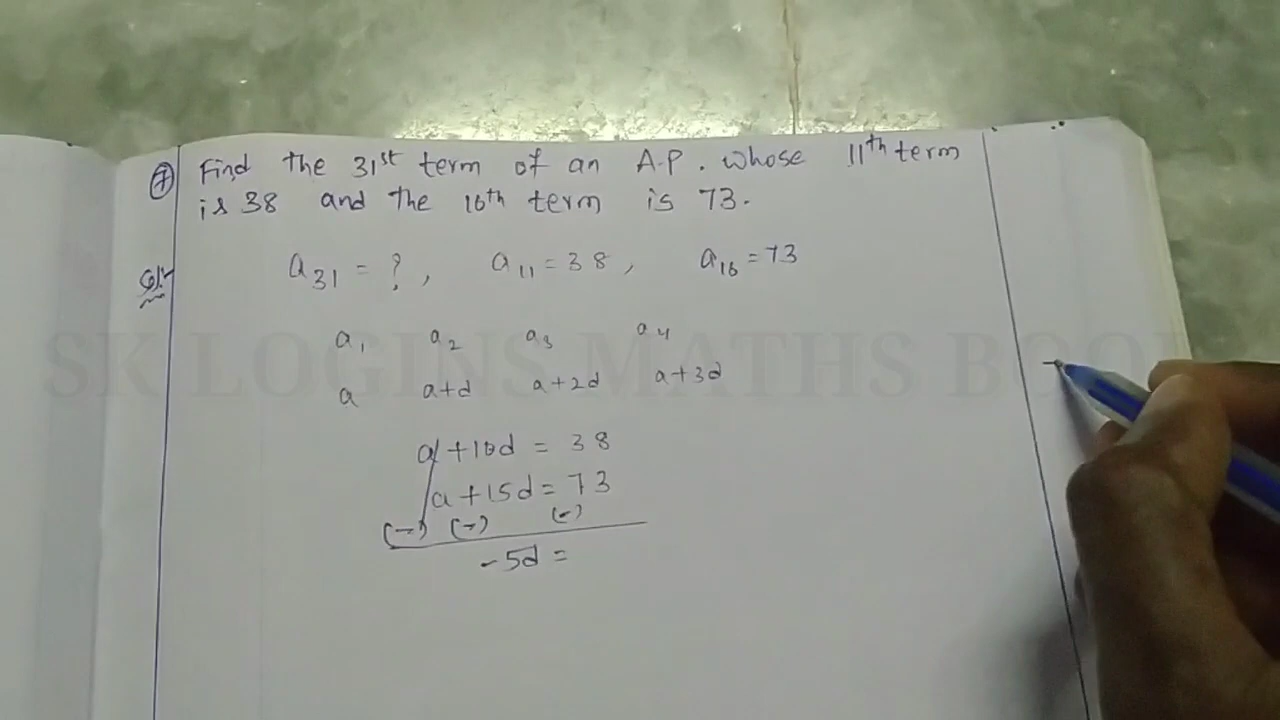 7 Find the 31st term of an A.P. whose 11th term
is 38 and the 16th term is 73.
Sol:-
a31 = ?, a11 = 38, a16 = 73
a1 a2 a3 a4
SK LOGINS MATHS BOO
a a+d a+2d a+3d
a + 10d = 38
a + 15d = 73
(-) (-) (-)
-5d =